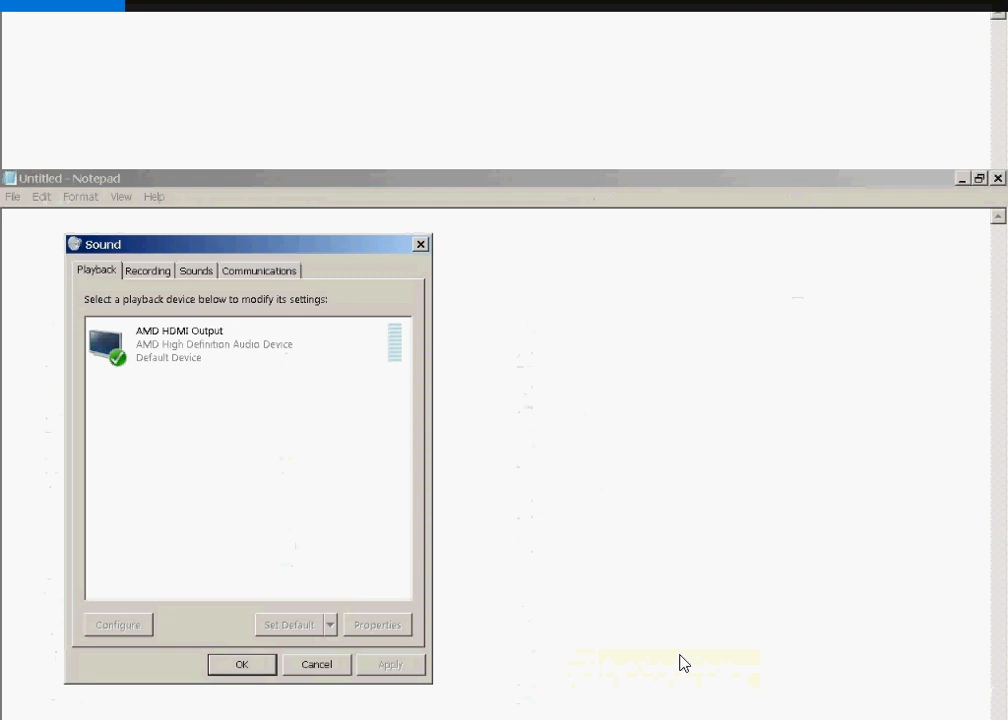 Untitled - Notepad
File Edit Format View Help
Sound
Playback Recording Sounds Communications
Select a playback device below to modify its settings:
AMD HDMI Output
AMD High Definition Audio Device
Default Device
Configure Set Default Properties
OK Cancel Apply